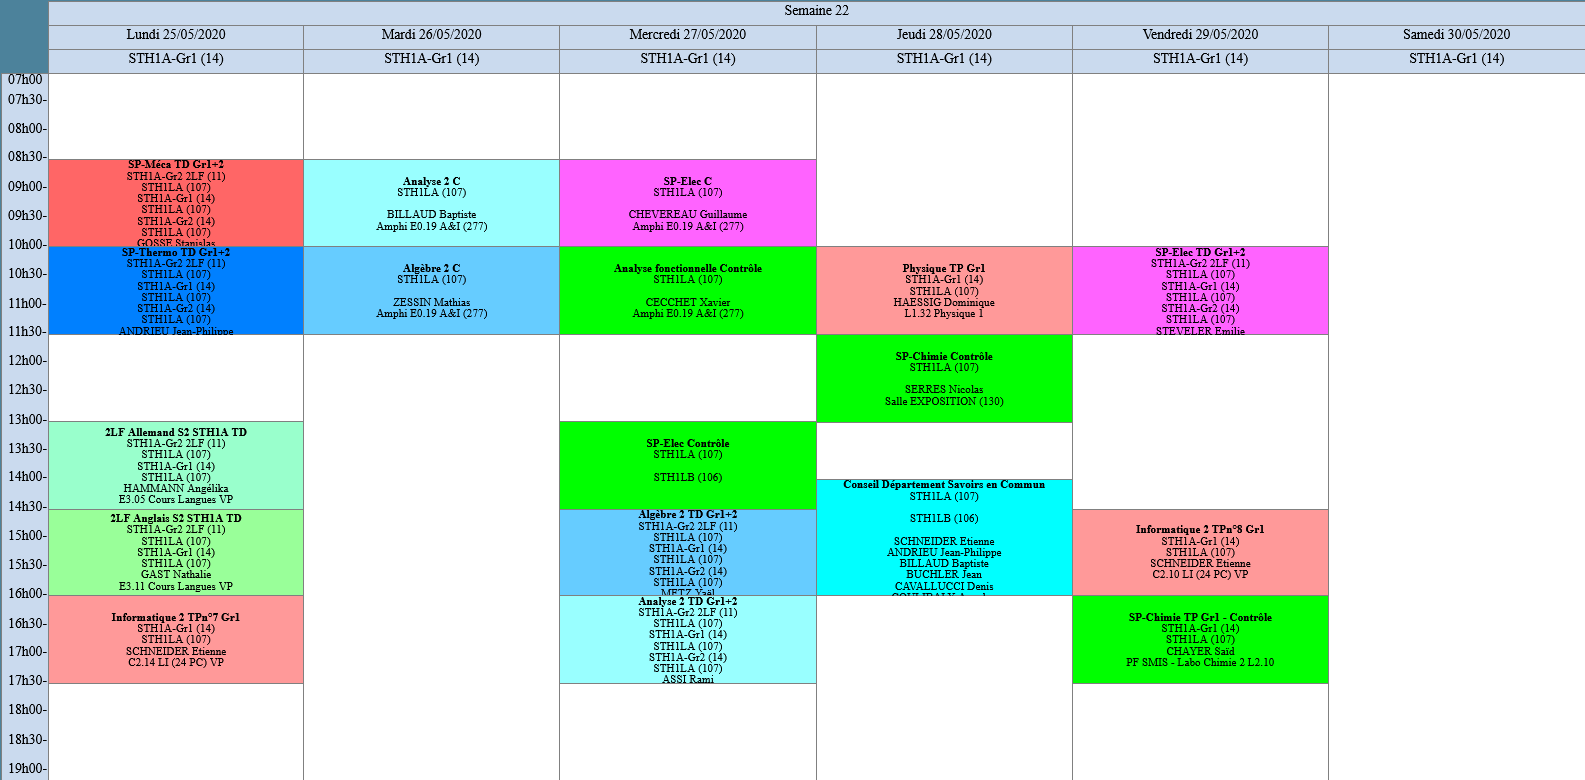 Semaine 22
Lundi 25/05/2020
Mardi 26/05/2020
Mercredi 27/05/2020
Jeudi 28/05/2020
Vendredi 29/05/2020
Samedi 30/05/2020
STH1A-Gr1 (14)
STH1A-Gr1 (14)
STH1A-Gr1 (14)
STH1A-Gr1 (14)
STH1A-Gr1 (14)
STH1A-Gr1 (14)
07h00
07h30-
08h00-
08h30-
09h00-
09h30-
10h00-
10h30-
11h00-
11h30-
12h00-
12h30-
13h00-
13h30-
14h00-
14h30-
15h00-
15h30-
16h00-
16h30-
17h00-
17h30-
18h00-
18h30-
19h00-
SP-Méca TD Gr1+2
STH1A-Gr2 2LF (11)
STH1LA (107)
STH1A-Gr1 (14)
STH1LA (107)
STH1A-Gr2 (14)
STH1LA (107)
GOSSE Stanislas
SP-Thermo TD Gr1+2
STH1A-Gr2 2LF (11)
STH1LA (107)
STH1A-Gr1 (14)
STH1LA (107)
STH1A-Gr2 (14)
STH1LA (107)
ANDRIEU Jean-Philippe
2LF Allemand S2 STH1A TD
STH1A-Gr2 2LF (11)
STH1LA (107)
STH1A-Gr1 (14)
STH1LA (107)
HAMMANN Angélika
E3.05 Cours Langues VP
2LF Anglais S2 STH1A TD
STH1A-Gr2 2LF (11)
STH1LA (107)
STH1A-Gr1 (14)
STH1LA (107)
GAST Nathalie
E3.11 Cours Langues VP
Informatique 2 TPn°7 Gr1
STH1A-Gr1 (14)
STH1LA (107)
SCHNEIDER Etienne
C2.14 LI (24 PC) VP
Analyse 2 C
STH1LA (107)
BILLAUD Baptiste
Amphi E0.19 A&I (277)
Algèbre 2 C
STH1LA (107)
ZESSIN Mathias
Amphi E0.19 A&I (277)
SP-Elec C
STH1LA (107)
CHEVEREAU Guillaume
Amphi E0.19 A&I (277)
Analyse fonctionnelle Contrôle
STH1LA (107)
CECCHET Xavier
Amphi E0.19 A&I (277)
SP-Elec Contrôle
STH1LA (107)
STH1LB (106)
Algèbre 2 TD Gr1+2
STH1A-Gr2 2LF (11)
STH1LA (107)
STH1A-Gr1 (14)
STH1LA (107)
STH1A-Gr2 (14)
STH1LA (107)
METZ Yaël
Analyse 2 TD Gr1+2
STH1A-Gr2 2LF (11)
STH1LA (107)
STH1A-Gr1 (14)
STH1LA (107)
STH1A-Gr2 (14)
STH1LA (107)
ASSI Rami
Physique TP Gr1
STH1A-Gr1 (14)
STH1LA (107)
HAESSIG Dominique
L1.32 Physique 1
SP-Chimie Contrôle
STH1LA (107)
SERRES Nicolas
Salle EXPOSITION (130)
Conseil Département Savoirs en Commun
STH1LA (107)
STH1LB (106)
SCHNEIDER Etienne
ANDRIEU Jean-Philippe
BILLAUD Baptiste
BUCHLER Jean
CAVALLUCCI Denis
SP-Elec TD Gr1+2
STH1A-Gr2 2LF (11)
STH1LA (107)
STH1A-Gr1 (14)
STH1LA (107)
STH1A-Gr2 (14)
STH1LA (107)
STEVELER Emilie
Informatique 2 TPn°8 Gr1
STH1A-Gr1 (14)
STH1LA (107)
SCHNEIDER Etienne
C2.10 LI (24 PC) VP
SP-Chimie TP Gr1 - Contrôle
STH1A-Gr1 (14)
STH1LA (107)
CHAYER Saïd
PF SMIS - Labo Chimie 2 L2.10